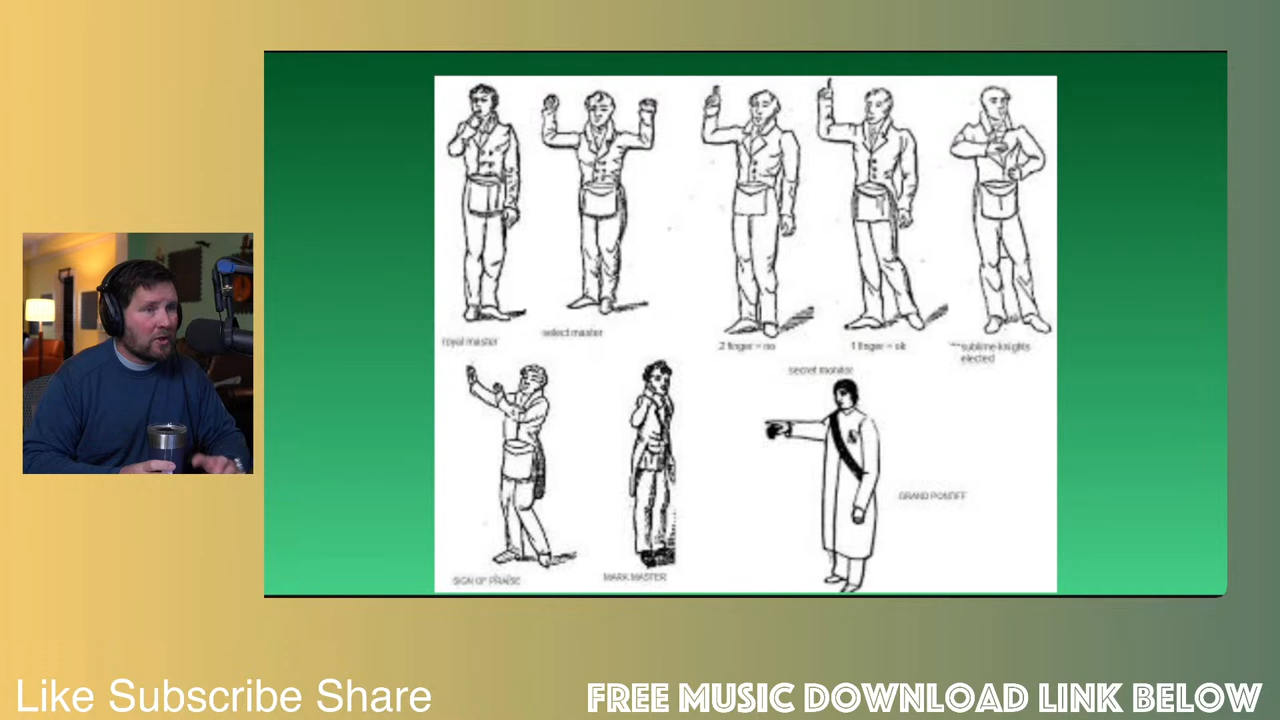 royal master
select master
2 finger = no
1 finger = ok
sublime knights
elected
secret monitor
SIGN OF PRAISE
MARK MASTER
GRAND PONTIFF
Like Subscribe Share
FREE MUSIC DOWNLOAD LINK BELOW